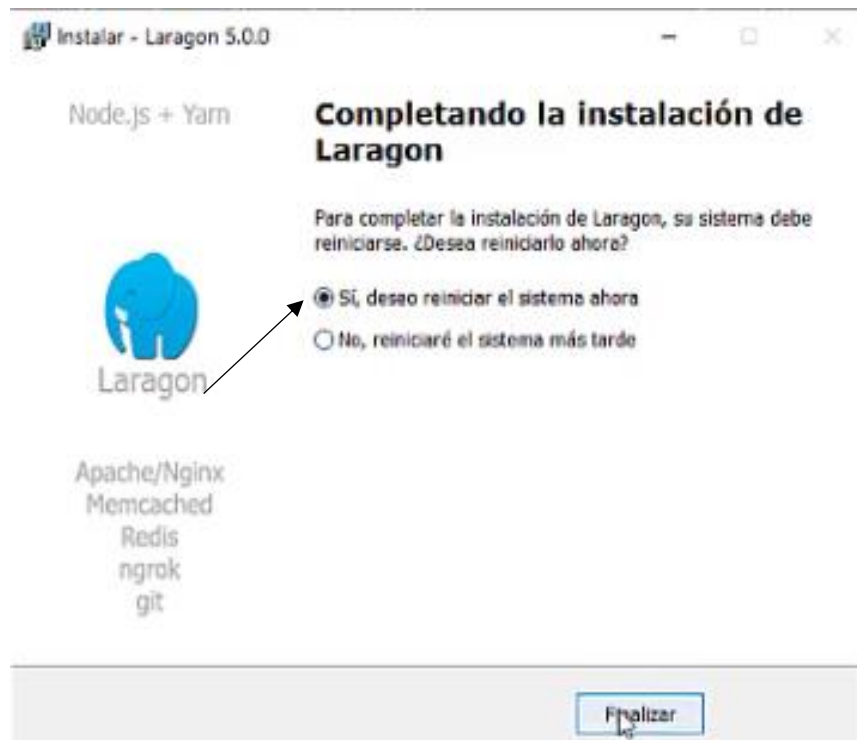 Instalar - Laragon 5.0.0
Node.js + Yarn
Laragon
Apache/Nginx
Memcached
Redis
ngrok
git
Completando la instalación de
Laragon
Para completar la instalación de Laragon, su sistema debe
reiniciarse. ¿Desea reiniciarlo ahora?
Sí, deseo reiniciar el sistema ahora
No, reiniciaré el sistema más tarde
Finalizar